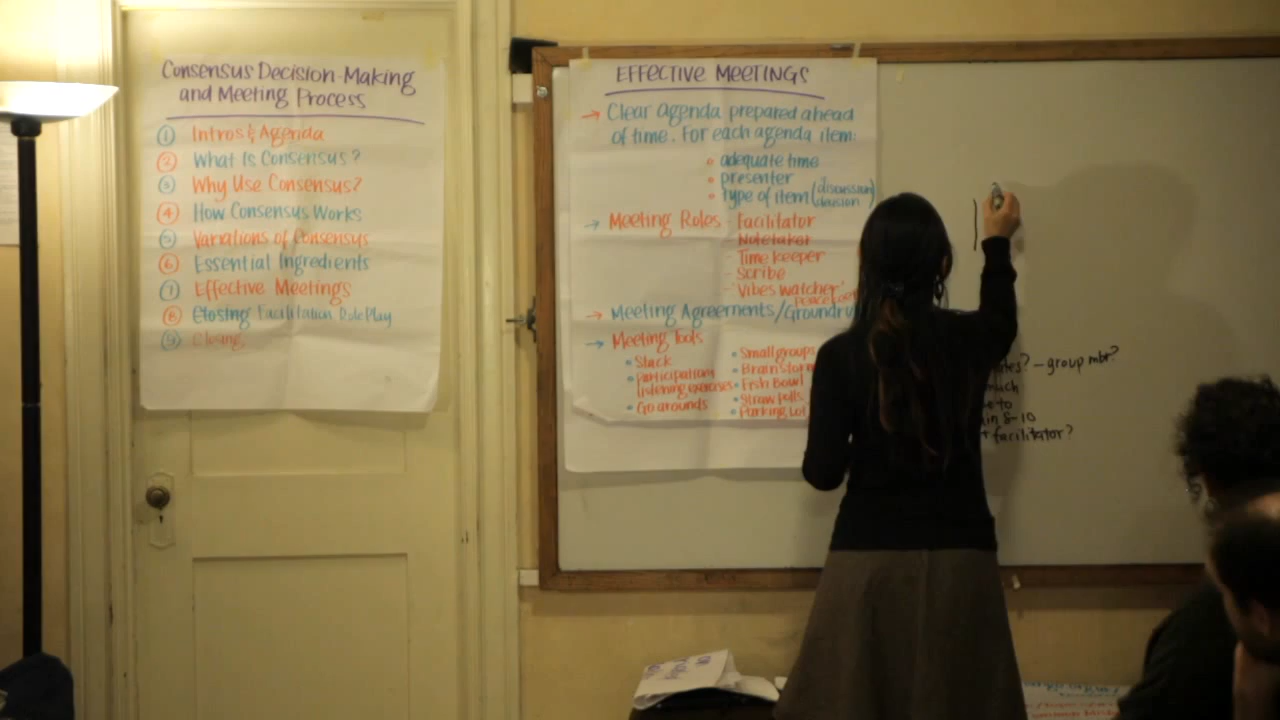 Consensus Decision-Making
and Meeting Process
1 Intros & Agenda
2 What Is Consensus?
3 Why Use Consensus?
4 How Consensus Works
5 Variations of Consensus
6 Essential Ingredients
7 Effective Meetings
8 Closing Facilitation RolePlay
9 Closing
EFFECTIVE MEETINGS
→ Clear agenda prepared ahead
of time. For each agenda item:
• adequate time
• presenter
• type of item (discussion
decision)
→ Meeting Roles - Facilitator
- Notetaker
- Time keeper
- Scribe
- 'Vibes Watcher'
→ Meeting Agreements/Ground
→ Meeting Tools
• Stack
• participation
listening exercises
• Go arounds
• Small groups
• Brainstorm
• Fish Bowl
• Straw Polls
• Parking Lot
? - group mbr?
to
8-10
facilitator?